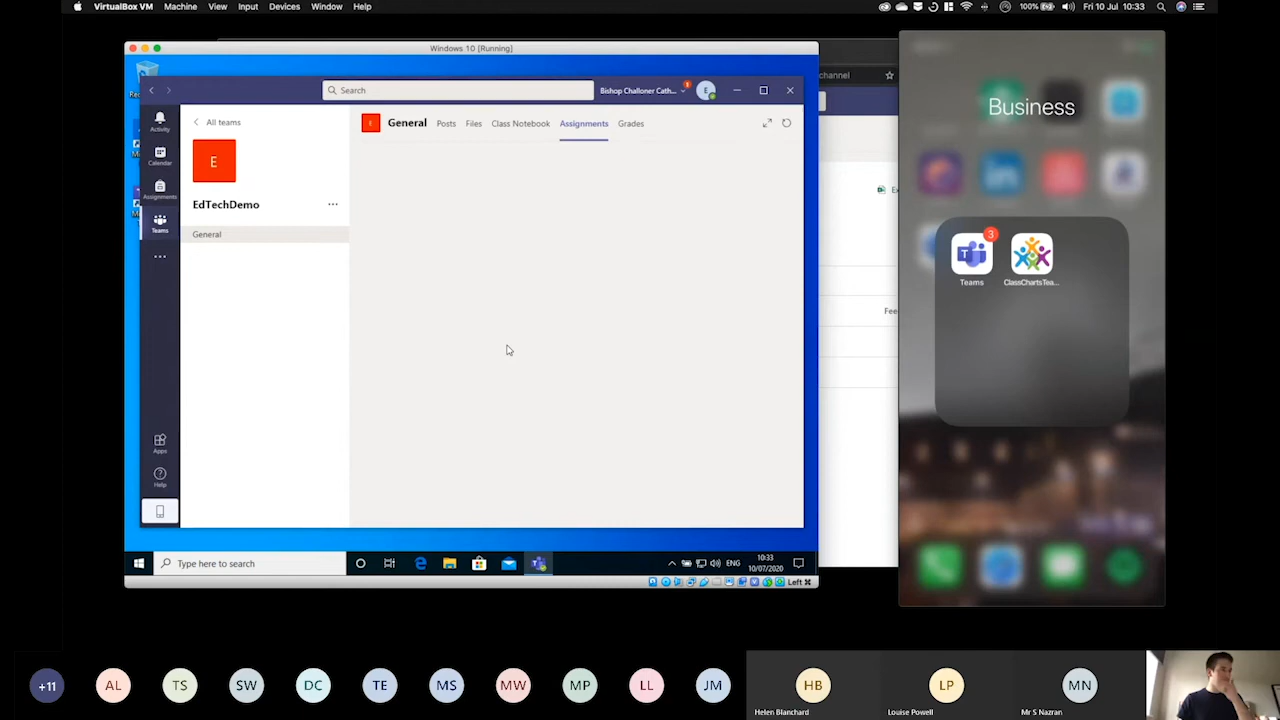 VirtualBox VM Machine View Input Devices Window Help
100% Fri 10 Jul 10:33
Windows 10 [Running]
Search
Bishop Challoner Cath...
E
1
channel
Activity
Calendar
Assignments
Teams
Apps
Help
All teams
E
EdTechDemo
General
E
General Posts Files Class Notebook Assignments Grades
Type here to search
ENG
10:33
10/07/2020
Left ⌘
Business
in
T
3
Teams
ClassChartsTea...
+11
AL
TS
SW
DC
TE
MS
MW
MP
LL
JM
HB
Helen Blanchard
LP
Louise Powell
MN
Mr S Nazran